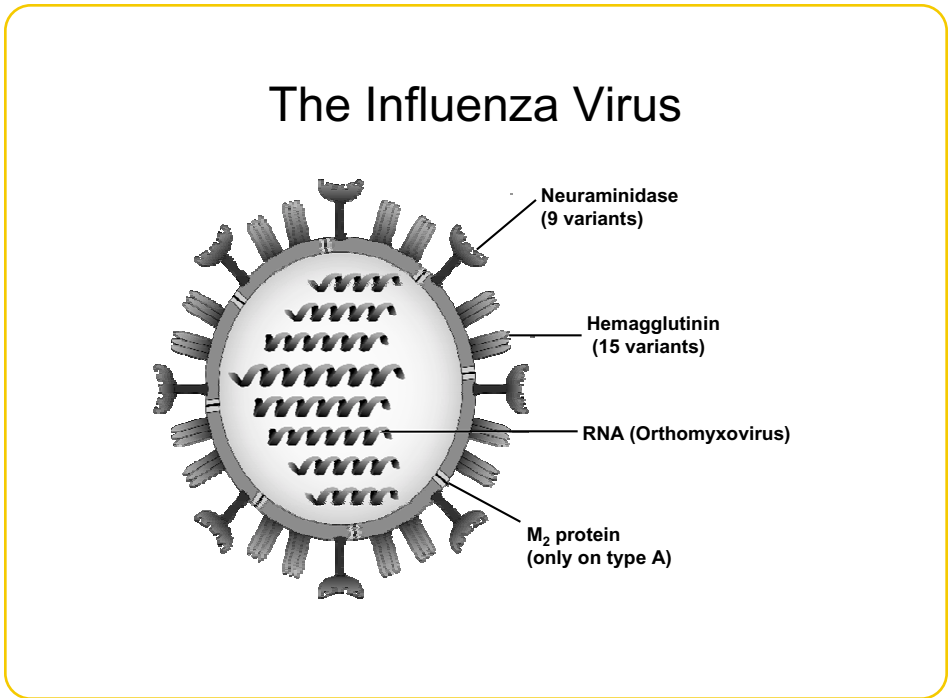 The Influenza Virus
Neuraminidase
(9 variants)
Hemagglutinin
(15 variants)
RNA (Orthomyxovirus)
M₂ protein
(only on type A)